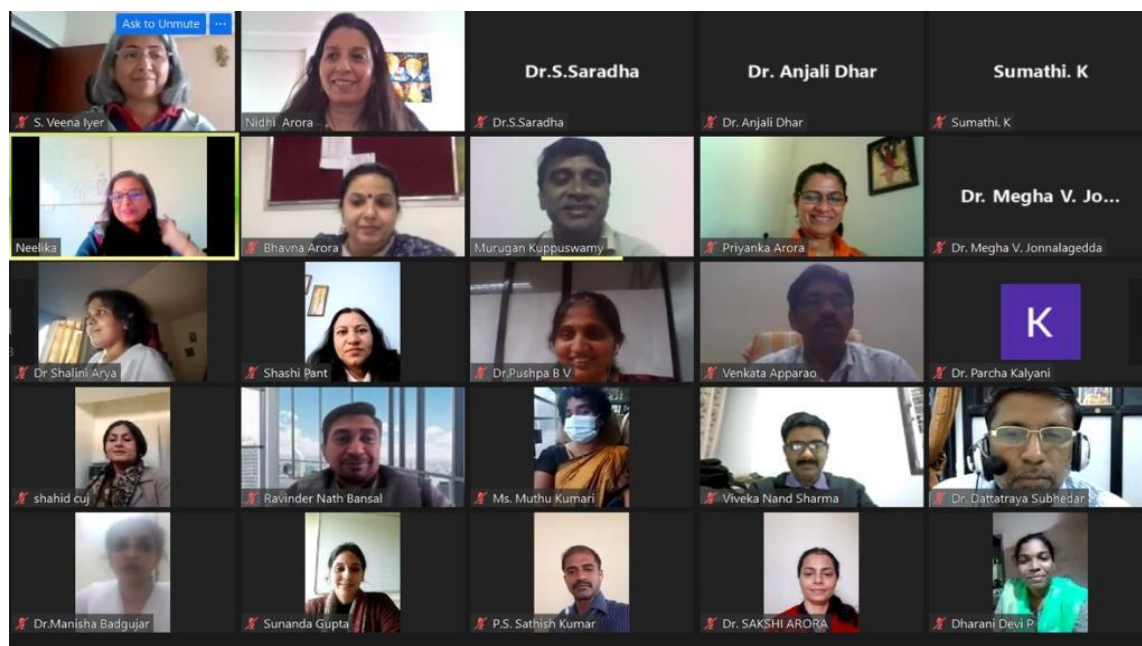 Ask to Unmute ...
S. Veena Iyer
Nidhi Arora
Dr.S.Saradha
Dr.S.Saradha
Dr. Anjali Dhar
Dr. Anjali Dhar
Sumathi. K
Sumathi. K
Neelika
Bhavna Arora
Murugan Kuppuswamy
Priyanka Arora
Dr. Megha V. Jo...
Dr. Megha V. Jonnalagedda
Dr Shalini Arya
Shashi Pant
Dr.Pushpa B V
Venkata Apparao
K
Dr. Parcha Kalyani
shahid cuj
Ravinder Nath Bansal
Ms. Muthu Kumari
Viveka Nand Sharma
Dr. Dattatraya Subhedar
Dr.Manisha Badgujar
Sunanda Gupta
P.S. Sathish Kumar
Dr. SAKSHI ARORA
Dharani Devi P